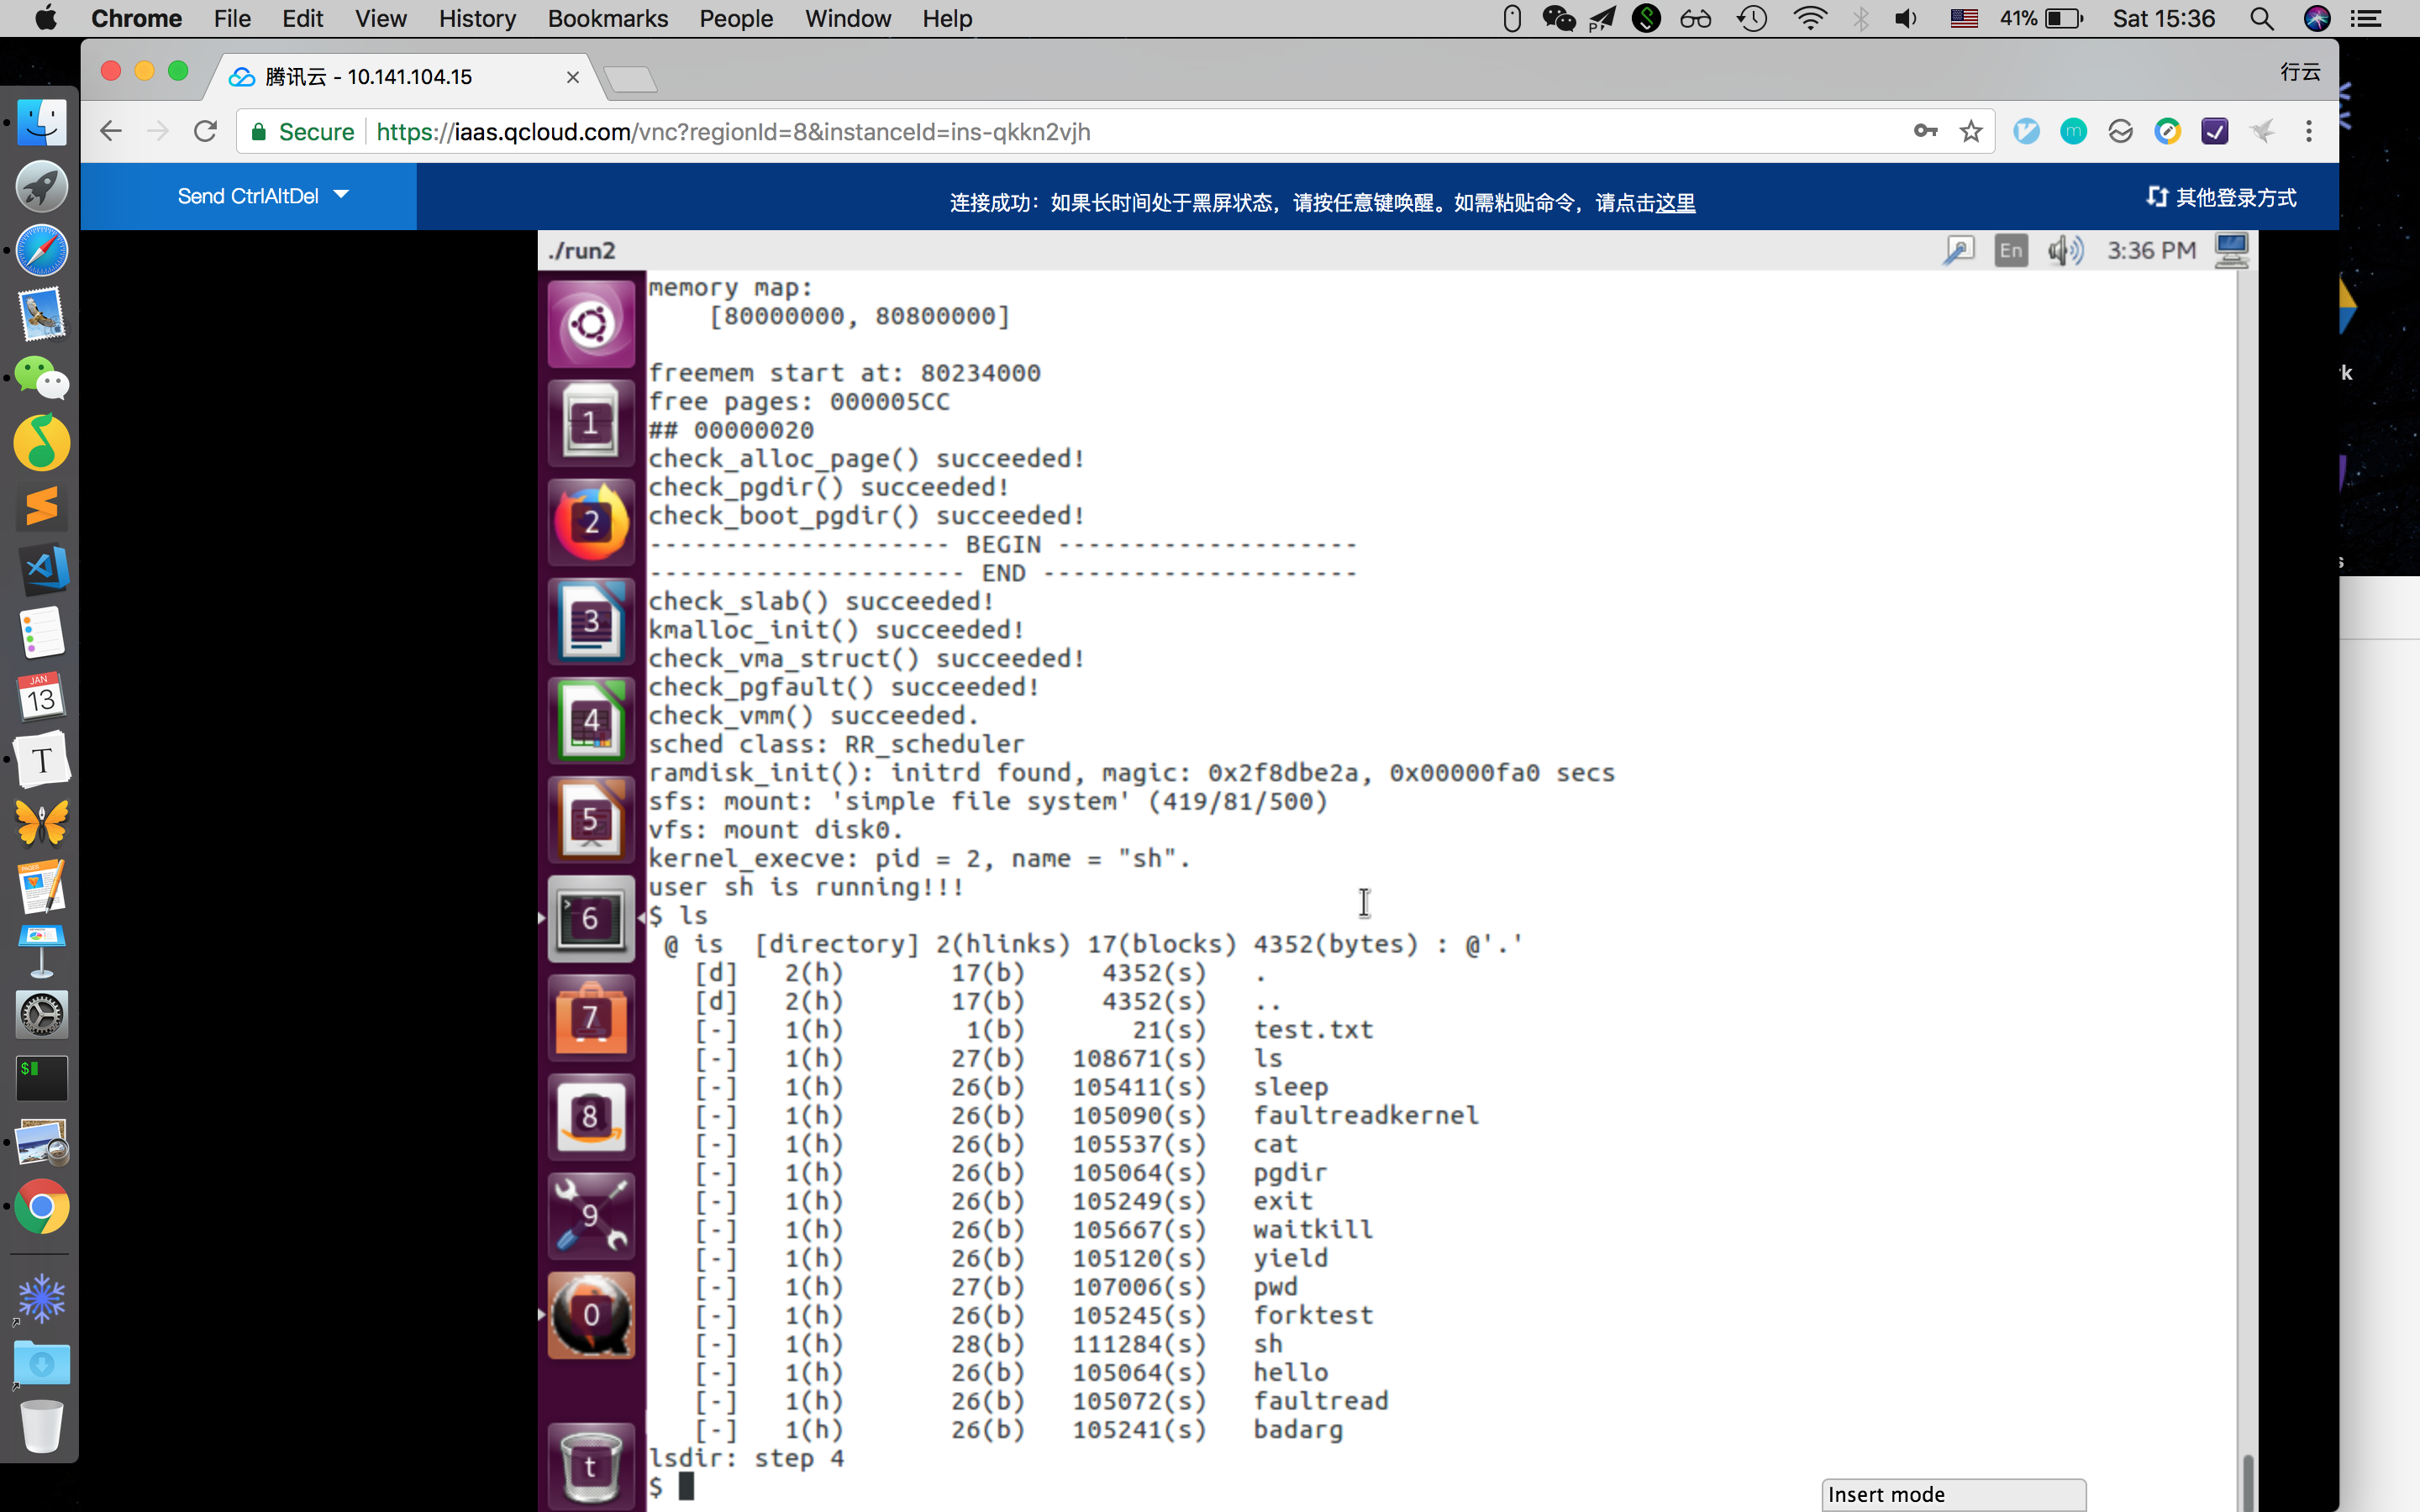 Chrome File Edit View History Bookmarks People Window Help 41% Sat 15:36
腾讯云 - 10.141.104.15 行云
Secure https://iaas.qcloud.com/vnc?regionId=8&instanceId=ins-qkkn2vjh
Send CtrlAltDel 连接成功：如果长时间处于黑屏状态，请按任意键唤醒。如需粘贴命令，请点击这里 其他登录方式
./run2 En 3:36 PM
memory map:
[80000000, 80800000]
freemem start at: 80234000
free pages: 000005CC
## 00000020
check_alloc_page() succeeded!
check_pgdir() succeeded!
check_boot_pgdir() succeeded!
-------------------- BEGIN --------------------
--------------------- END ---------------------
check_slab() succeeded!
kmalloc_init() succeeded!
check_vma_struct() succeeded!
check_pgfault() succeeded!
check_vmm() succeeded.
sched class: RR_scheduler
ramdisk_init(): initrd found, magic: 0x2f8dbe2a, 0x00000fa0 secs
sfs: mount: 'simple file system' (419/81/500)
vfs: mount disk0.
kernel_execve: pid = 2, name = "sh".
user sh is running!!!
$ ls
@ is [directory] 2(hlinks) 17(blocks) 4352(bytes) : @'.'
[d] 2(h) 17(b) 4352(s) .
[d] 2(h) 17(b) 4352(s) ..
[-] 1(h) 1(b) 21(s) test.txt
[-] 1(h) 27(b) 108671(s) ls
[-] 1(h) 26(b) 105411(s) sleep
[-] 1(h) 26(b) 105090(s) faultreadkernel
[-] 1(h) 26(b) 105537(s) cat
[-] 1(h) 26(b) 105064(s) pgdir
[-] 1(h) 26(b) 105249(s) exit
[-] 1(h) 26(b) 105667(s) waitkill
[-] 1(h) 26(b) 105120(s) yield
[-] 1(h) 27(b) 107006(s) pwd
[-] 1(h) 26(b) 105245(s) forktest
[-] 1(h) 28(b) 111284(s) sh
[-] 1(h) 26(b) 105064(s) hello
[-] 1(h) 26(b) 105072(s) faultread
[-] 1(h) 26(b) 105241(s) badarg
lsdir: step 4
$
Insert mode
1
2
3
4
5
6
7
8
9
0
t
JAN
13
T
rk
s